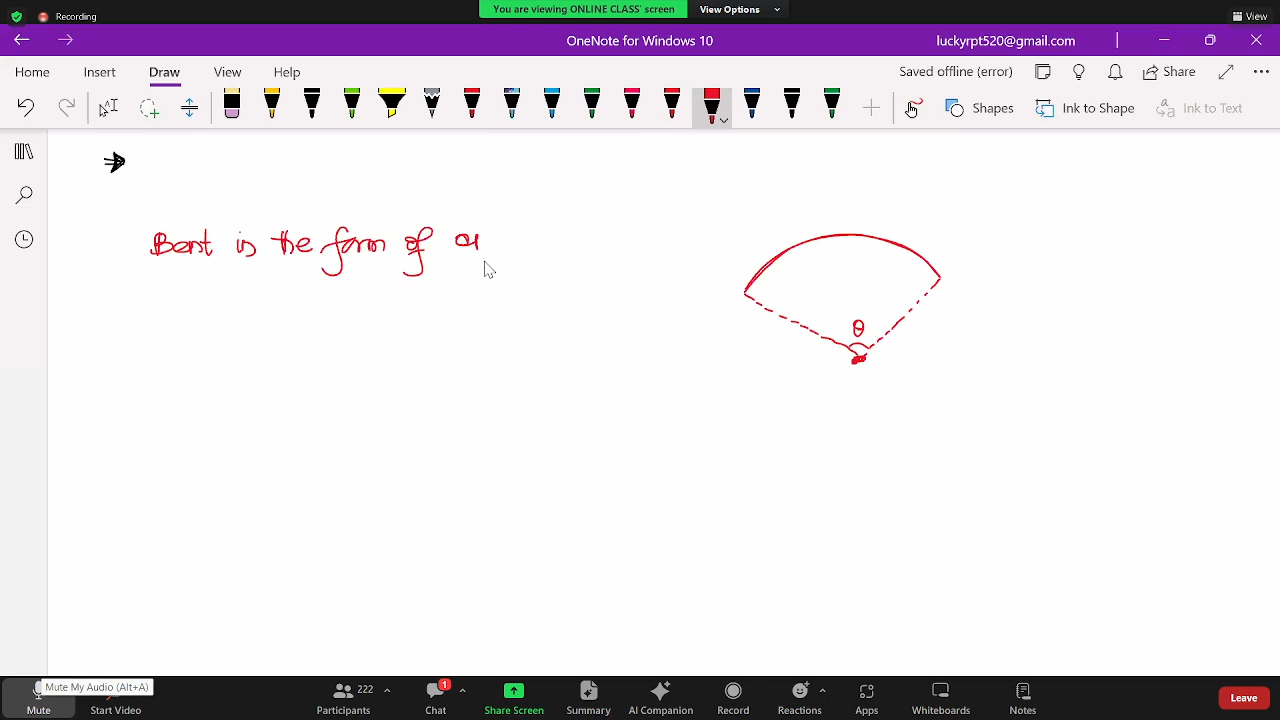 Recording
You are viewing ONLINE CLASS' screen
View Options
View
OneNote for Windows 10
luckyrpt520@gmail.com
Home
Insert
Draw
View
Help
Saved offline (error)
Share
Shapes
Ink to Shape
Ink to Text
Bent is the form of
θ
Mute My Audio (Alt+A)
Mute
Start Video
Participants
222
Chat
1
Share Screen
Summary
AI Companion
Record
Reactions
Apps
Whiteboards
Notes
Leave